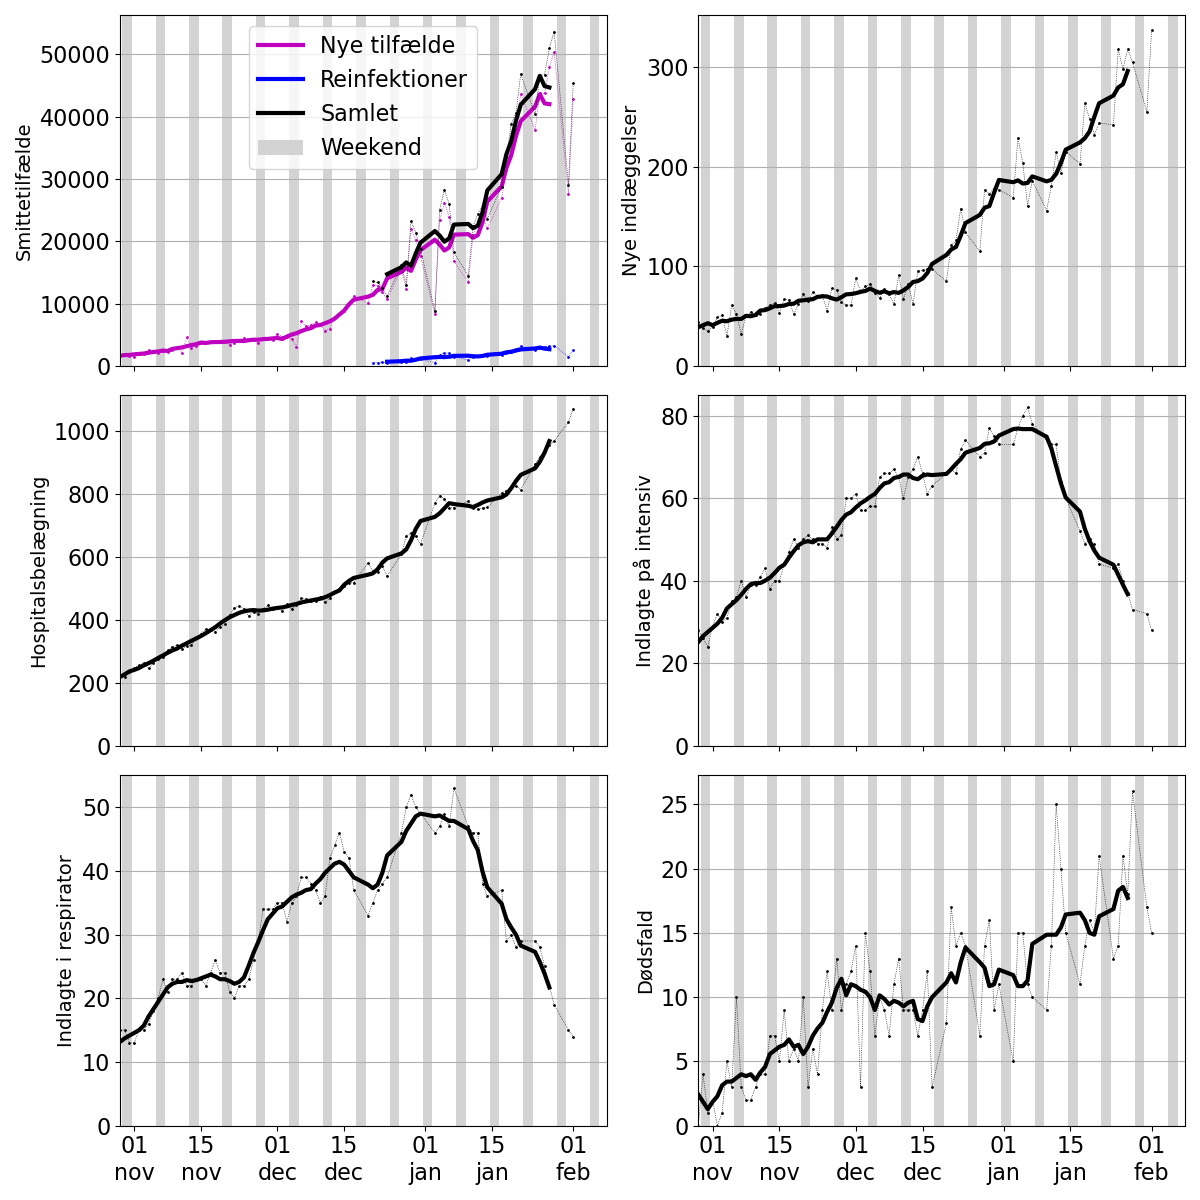 Smittetilfælde
50000
40000
30000
20000
10000
0
Nye tilfælde
Reinfektioner
Samlet
Weekend
Nye indlæggelser
300
200
100
0
Hospitalsbelægning
1000
800
600
400
200
0
Indlagte på intensiv
80
60
40
20
0
Indlagte i respirator
50
40
30
20
10
0
01 15 01 15 01 15 01
nov nov dec dec jan jan feb
Dødsfald
25
20
15
10
5
0
01 15 01 15 01 15 01
nov nov dec dec jan jan feb